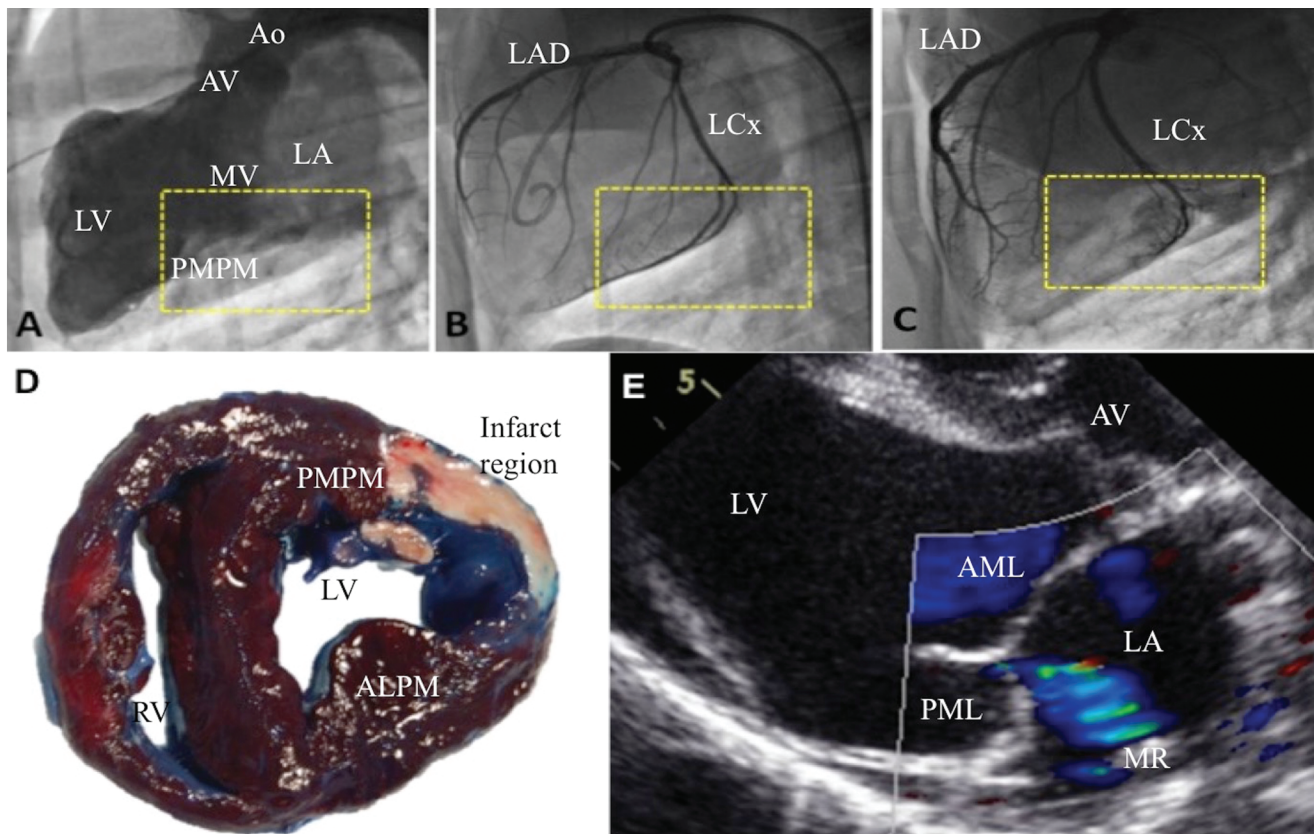 Ao
AV
LA
MV
LV
PMPM
A
LAD
LCx
B
LAD
LCx
C
D
Infarct
region
PMPM
LV
ALPM
RV
E
5
AV
LV
AML
LA
PML
MR